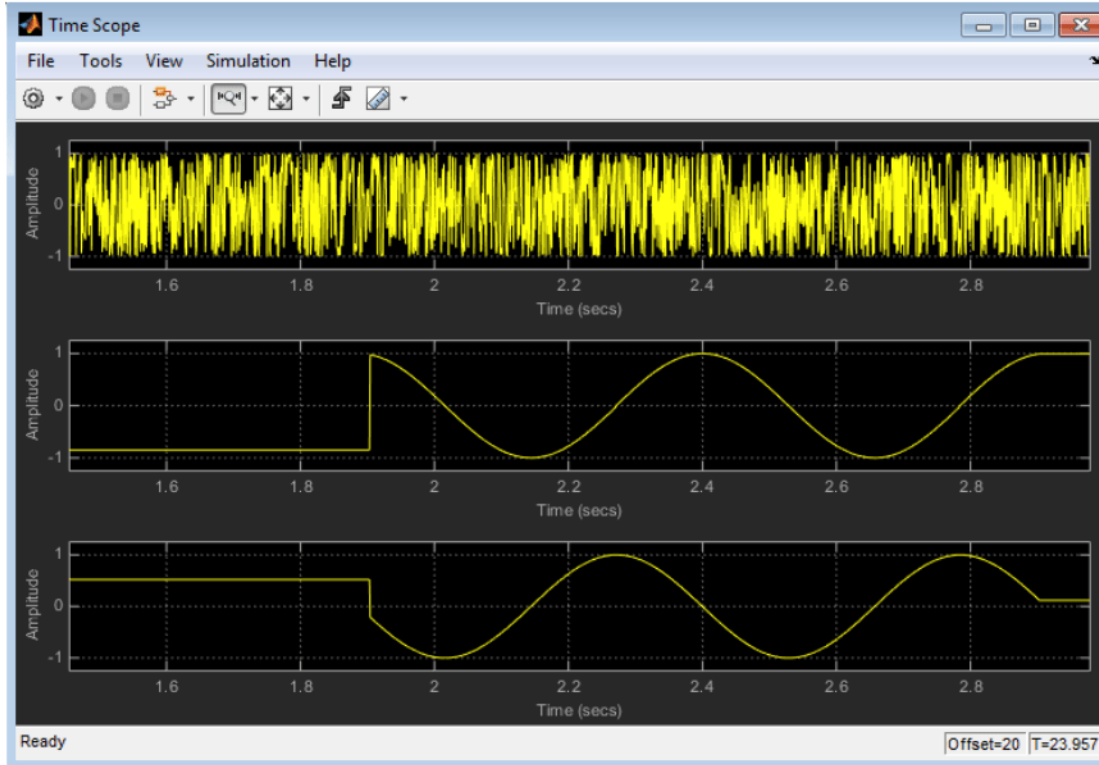 Time Scope
File Tools View Simulation Help
Amplitude
1
0
-1
1.6 1.8 2 2.2 2.4 2.6 2.8
Time (secs)
Amplitude
1
0
-1
1.6 1.8 2 2.2 2.4 2.6 2.8
Time (secs)
Amplitude
1
0
-1
1.6 1.8 2 2.2 2.4 2.6 2.8
Time (secs)
Ready Offset=20 T=23.957